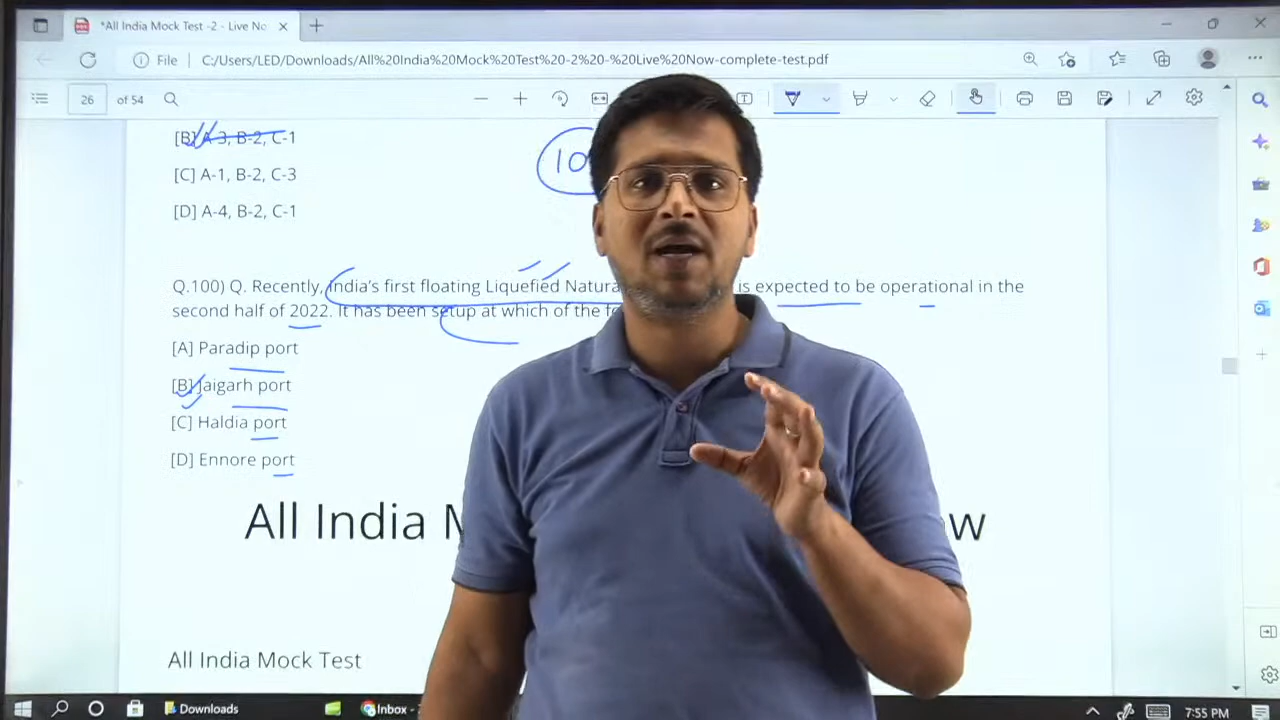 *All India Mock Test -2 - Live No
File
C:/Users/LED/Downloads/All%20India%20Mock%20Test%20-2%20-%20Live%20Now-complete-test.pdf
26 of 54
[B] A-3, B-2, C-1
10
[C] A-1, B-2, C-3
[D] A-4, B-2, C-1
Q.100) Q. Recently, India's first floating Liquefied Natura is expected to be operational in the
second half of 2022. It has been setup at which of the
[A] Paradip port
[B] Jaigarh port
[C] Haldia port
[D] Ennore port
All India
All India Mock Test
Downloads
Inbox -
7:55 PM